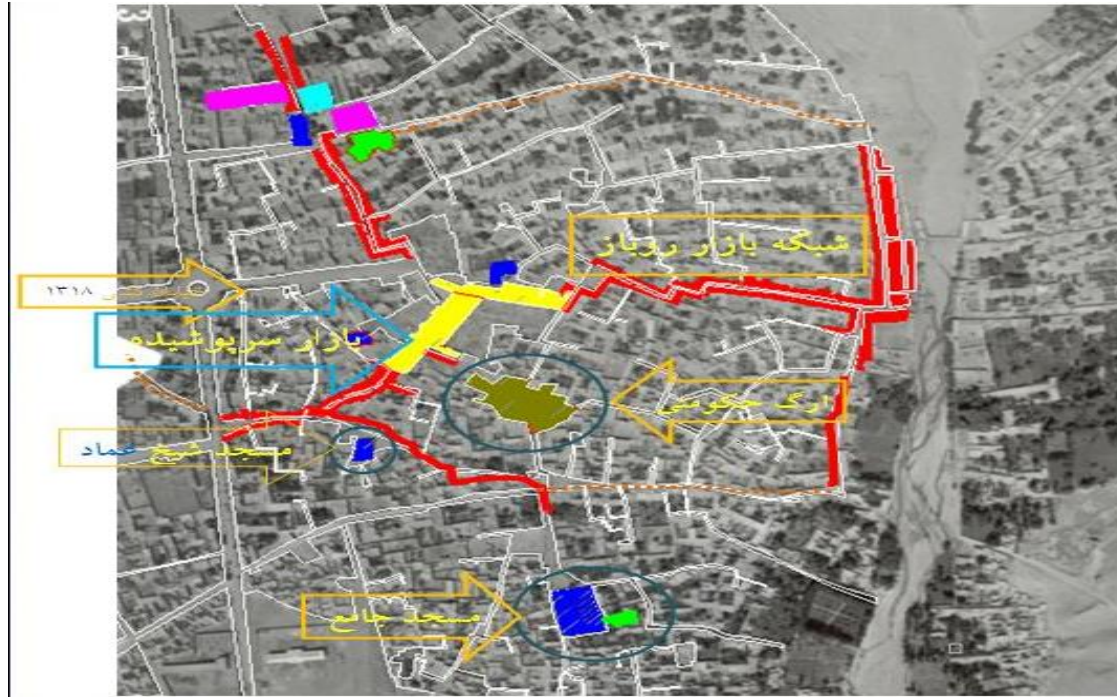 شبکه بازار روباز
۱۳۱۸
بازار سرپوشیده
ارگ حکومتی
مسجد شیخ عماد
مسجد جامع